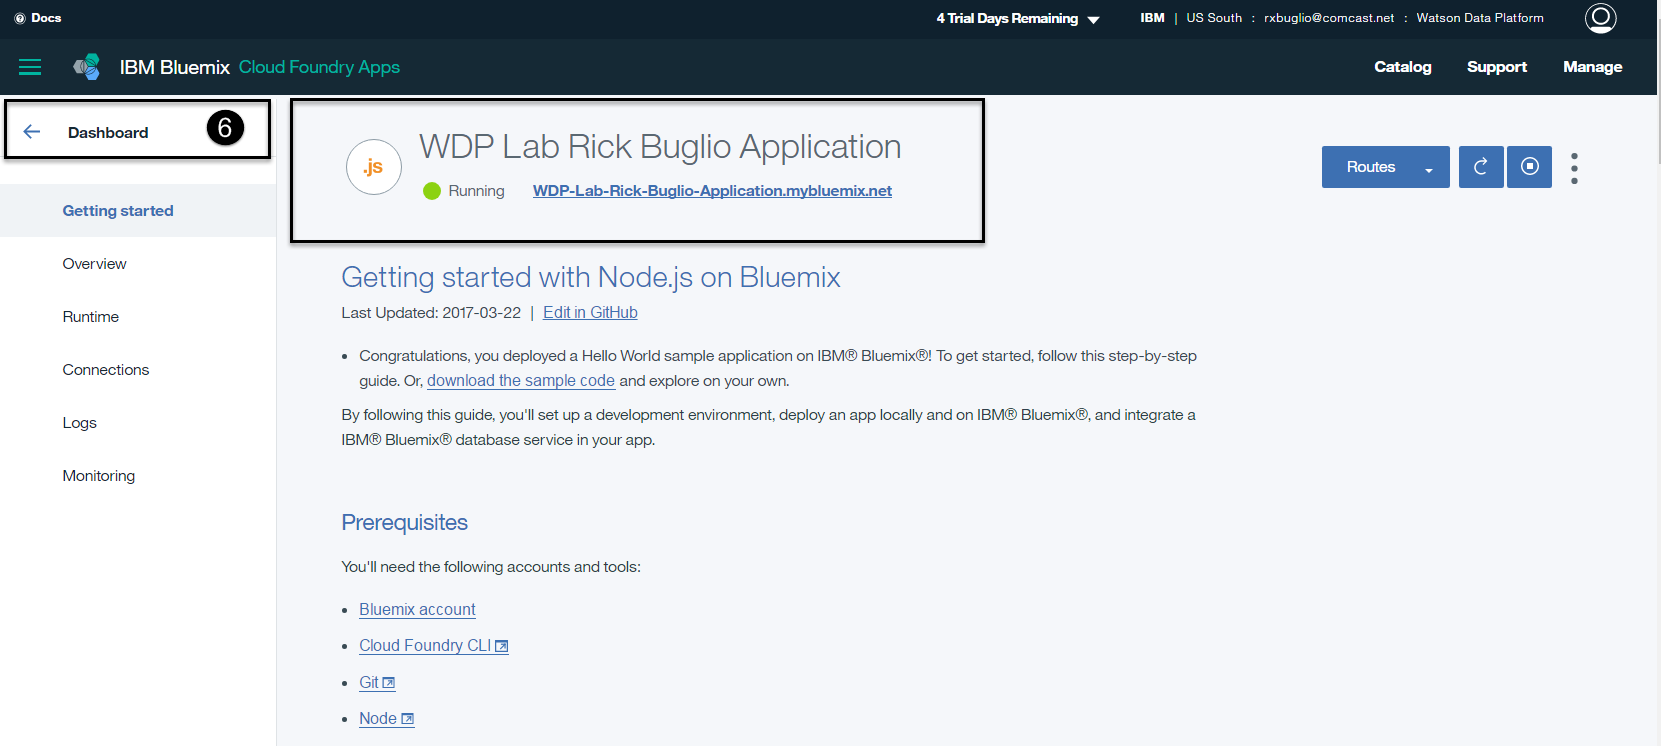 Docs
4 Trial Days Remaining
IBM | US South : rxbuglio@comcast.net : Watson Data Platform
IBM Bluemix Cloud Foundry Apps
Catalog Support Manage
Dashboard 6
Getting started
Overview
Runtime
Connections
Logs
Monitoring
.js
WDP Lab Rick Buglio Application
Running WDP-Lab-Rick-Buglio-Application.mybluemix.net
Routes
Getting started with Node.js on Bluemix
Last Updated: 2017-03-22 | Edit in GitHub
• Congratulations, you deployed a Hello World sample application on IBM® Bluemix®! To get started, follow this step-by-step
guide. Or, download the sample code and explore on your own.
By following this guide, you'll set up a development environment, deploy an app locally and on IBM® Bluemix®, and integrate a
IBM® Bluemix® database service in your app.
Prerequisites
You'll need the following accounts and tools:
• Bluemix account
• Cloud Foundry CLI
• Git
• Node